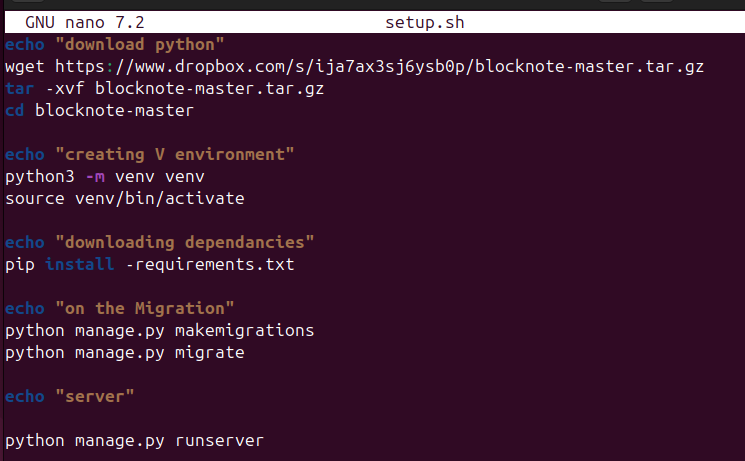 GNU nano 7.2 setup.sh
echo "download python"
wget https://www.dropbox.com/s/ija7ax3sj6ysb0p/blocknote-master.tar.gz
tar -xvf blocknote-master.tar.gz
cd blocknote-master
echo "creating V environment"
python3 -m venv venv
source venv/bin/activate
echo "downloading dependancies"
pip install -requirements.txt
echo "on the Migration"
python manage.py makemigrations
python manage.py migrate
echo "server"
python manage.py runserver